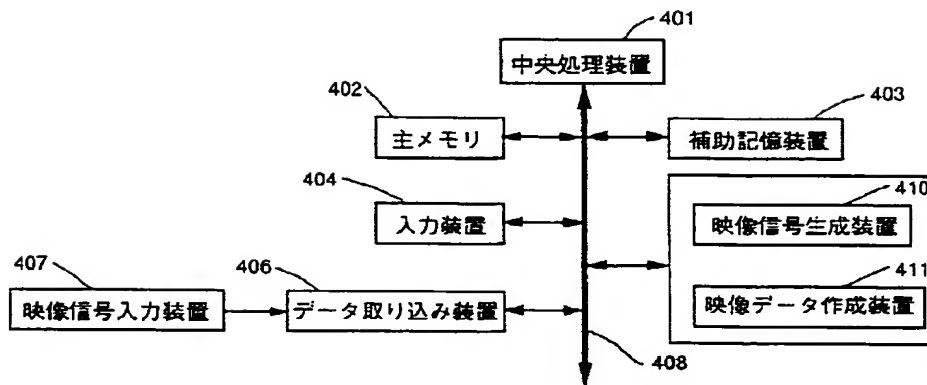 401
中央処理装置
402
主メモリ
403
補助記憶装置
404
入力装置
410
映像信号生成装置
407
映像信号入力装置
406
データ取り込み装置
411
映像データ作成装置
408